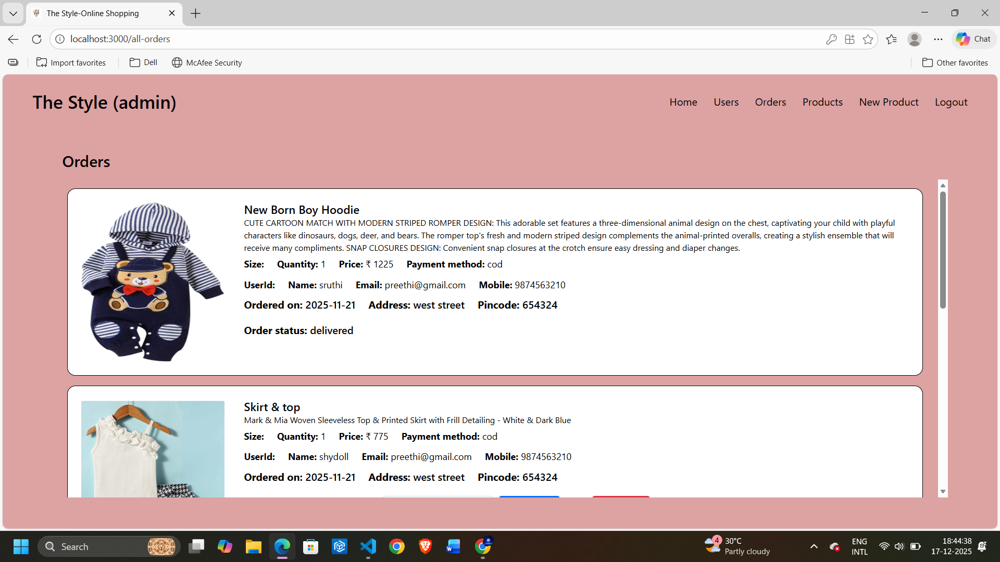 The Style-Online Shopping
localhost:3000/all-orders
Chat
Import favorites
Dell
McAfee Security
Other favorites
The Style (admin)
Home Users Orders Products New Product Logout
Orders
New Born Boy Hoodie
CUTE CARTOON MATCH WITH MODERN STRIPED ROMPER DESIGN: This adorable set features a three-dimensional animal design on the chest, captivating your child with playful
characters like dinosaurs, dogs, deer, and bears. The romper top's fresh and modern striped design complements the animal-printed overalls, creating a stylish ensemble that will
receive many compliments. SNAP CLOSURES DESIGN: Convenient snap closures at the crotch ensure easy dressing and diaper changes.
Size: Quantity: 1 Price: ₹ 1225 Payment method: cod
UserId: Name: sruthi Email: preethi@gmail.com Mobile: 9874563210
Ordered on: 2025-11-21 Address: west street Pincode: 654324
Order status: delivered
Skirt & top
Mark & Mia Woven Sleeveless Top & Printed Skirt with Frill Detailing - White & Dark Blue
Size: Quantity: 1 Price: ₹ 775 Payment method: cod
UserId: Name: shydoll Email: preethi@gmail.com Mobile: 9874563210
Ordered on: 2025-11-21 Address: west street Pincode: 654324
Search
4
30°C
Partly cloudy
ENG
INTL
18:44:38
17-12-2025